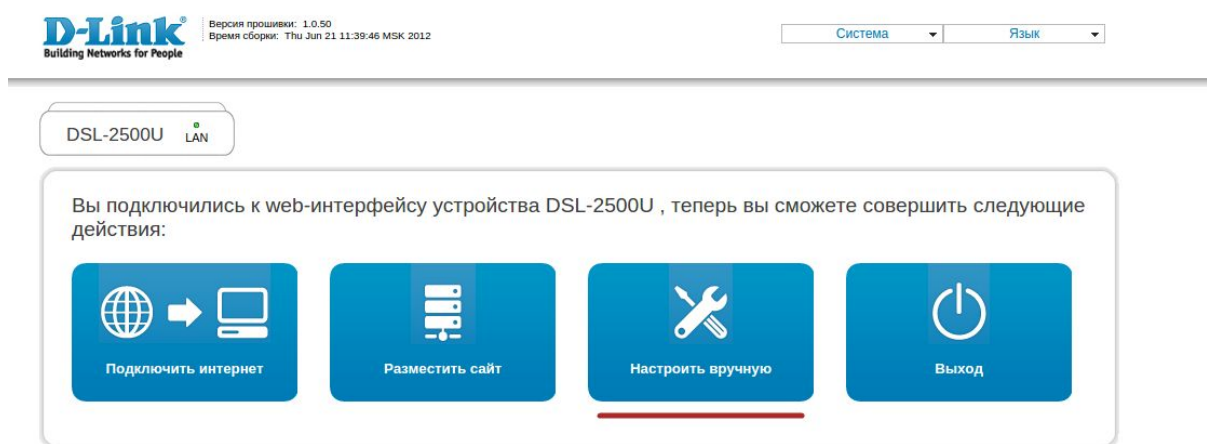 D-Link
Building Networks for People
Версия прошивки: 1.0.50
Время сборки: Thu Jun 21 11:39:46 MSK 2012
Система
Язык
DSL-2500U LAN
Вы подключились к web-интерфейсу устройства DSL-2500U , теперь вы сможете совершить следующие
действия:
Подключить интернет
Разместить сайт
Настроить вручную
Выход